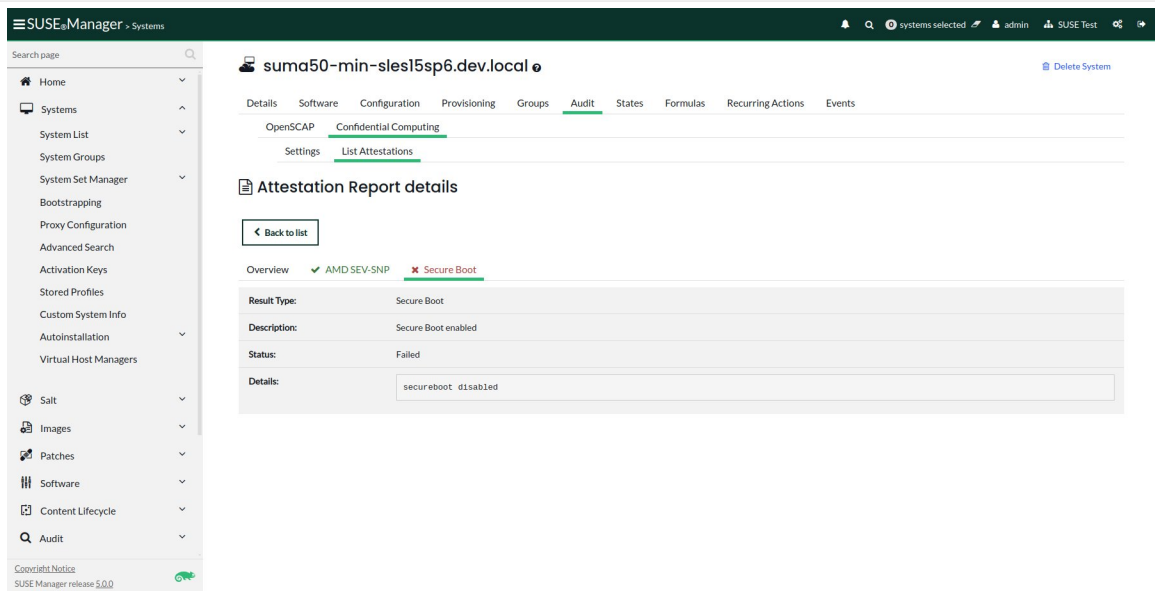 SUSE®Manager > Systems
0 systems selected admin SUSE Test
Search page
Home
Systems
System List
System Groups
System Set Manager
Bootstrapping
Proxy Configuration
Advanced Search
Activation Keys
Stored Profiles
Custom System Info
Autoinstallation
Virtual Host Managers
Salt
Images
Patches
Software
Content Lifecycle
Audit
Copyright Notice
SUSE Manager release 5.0.0
suma50-min-sles15sp6.dev.local
Delete System
Details Software Configuration Provisioning Groups Audit States Formulas Recurring Actions Events
OpenSCAP Confidential Computing
Settings List Attestations
Attestation Report details
Back to list
Overview AMD SEV-SNP Secure Boot
Result Type: Secure Boot
Description: Secure Boot enabled
Status: Failed
Details: secureboot disabled